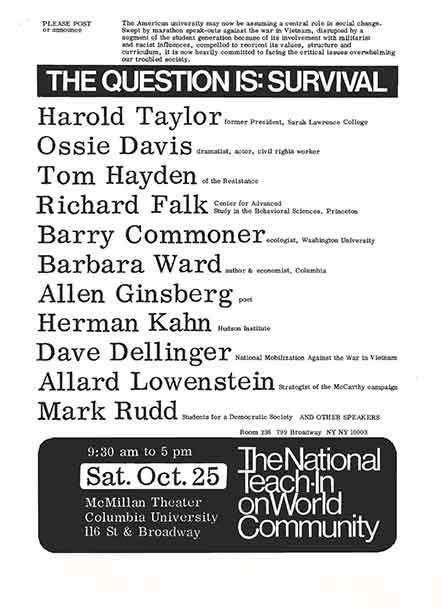 PLEASE POST
or announce
The American university may now be assuming a central role in social change.
Swept by marathon speak-outs against the war in Vietnam, disrupted by a
segment of the student generation because of its involvement with militarist
and racist influences, compelled to reorient its values, structure and
curriculum, it is now heavily committed to facing the critical issues overwhelming
our troubled society.
THE QUESTION IS: SURVIVAL
Harold Taylor former President, Sarah Lawrence College
Ossie Davis dramatist, actor, civil rights worker
Tom Hayden of the Resistance
Richard Falk Center for Advanced
Study in the Behavioral Sciences, Princeton
Barry Commoner ecologist, Washington University
Barbara Ward author & economist, Columbia
Allen Ginsberg poet
Herman Kahn Hudson Institute
Dave Dellinger National Mobilization Against the War in Vietnam
Allard Lowenstein Strategist of the McCarthy campaign
Mark Rudd Students for a Democratic Society AND OTHER SPEAKERS
Room 238 799 Broadway NY NY 10003
9:30 am to 5 pm
Sat. Oct. 25
McMillan Theater
Columbia University
116 St & Broadway
The National
Teach-In
on World
Community